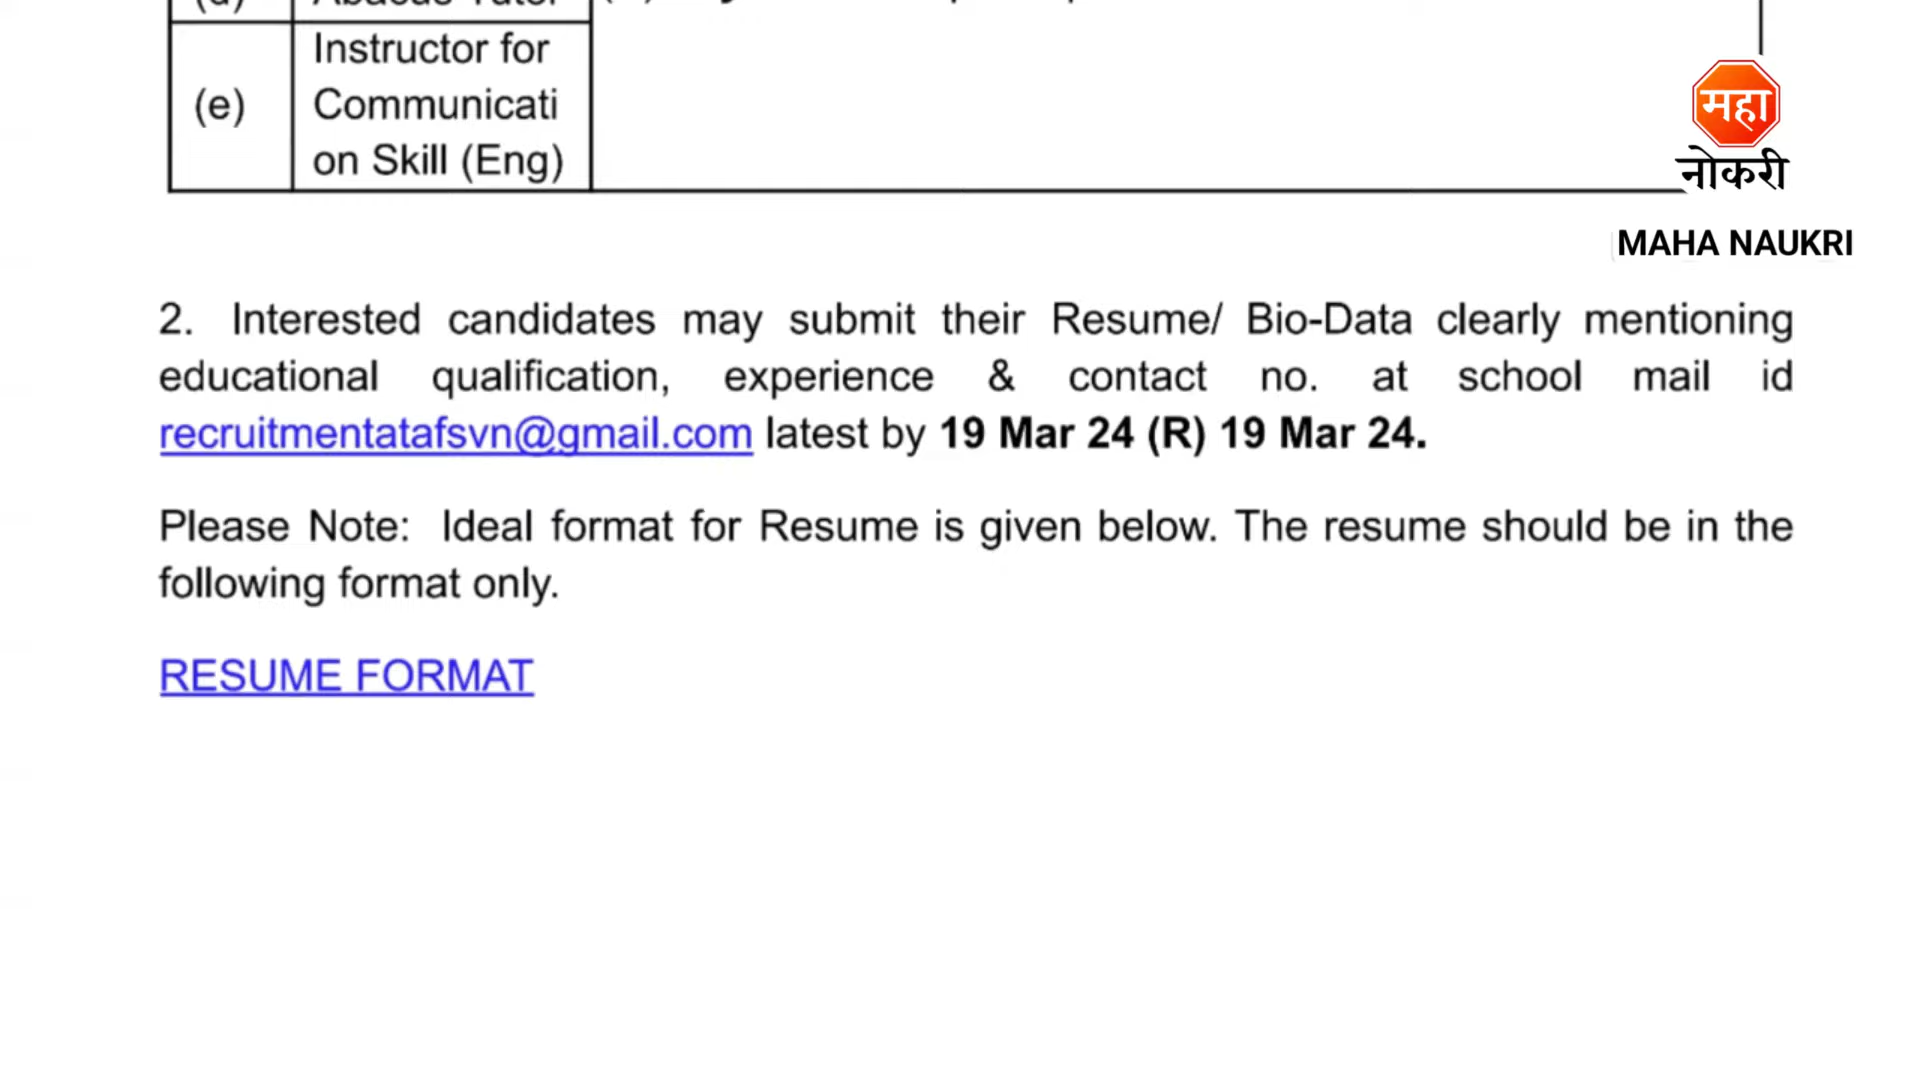 (d) Abacus Tutor
Instructor for
(e) Communicati
on Skill (Eng)
महा
नोकरी
MAHA NAUKRI
2. Interested candidates may submit their Resume/ Bio-Data clearly mentioning
educational qualification, experience & contact no. at school mail id
recruitmentatafsvn@gmail.com latest by 19 Mar 24 (R) 19 Mar 24.
Please Note: Ideal format for Resume is given below. The resume should be in the
following format only.
RESUME FORMAT